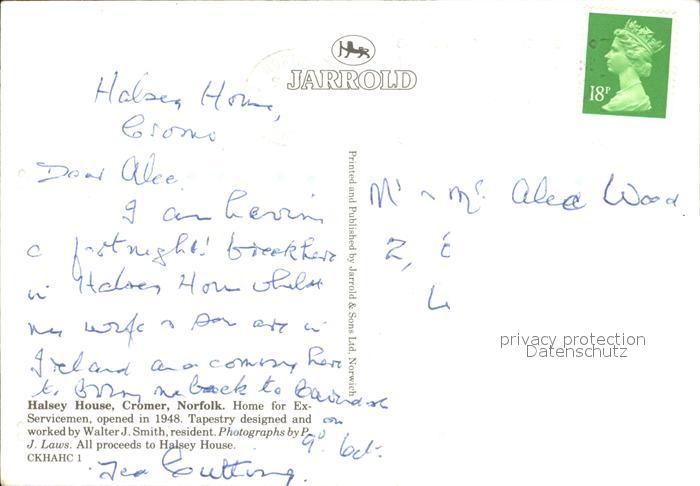 JARROLD
18P
Halsey House,
Cromer
Dear Alec.
I am having
a fortnight's break here
in Halsey House whilst
my wife & son are in
Ireland and coming here
to bring me back to
on
9th Oct.
Ted Cutting.
Mr & Mrs. Alec Wood
2,
Printed and Published by Jarrold & Sons Ltd. Norwich
Halsey House, Cromer, Norfolk. Home for Ex-
Servicemen, opened in 1948. Tapestry designed and
worked by Walter J. Smith, resident. Photographs by P.
J. Laws. All proceeds to Halsey House.
CKHAHC 1
privacy protection
Datenschutz